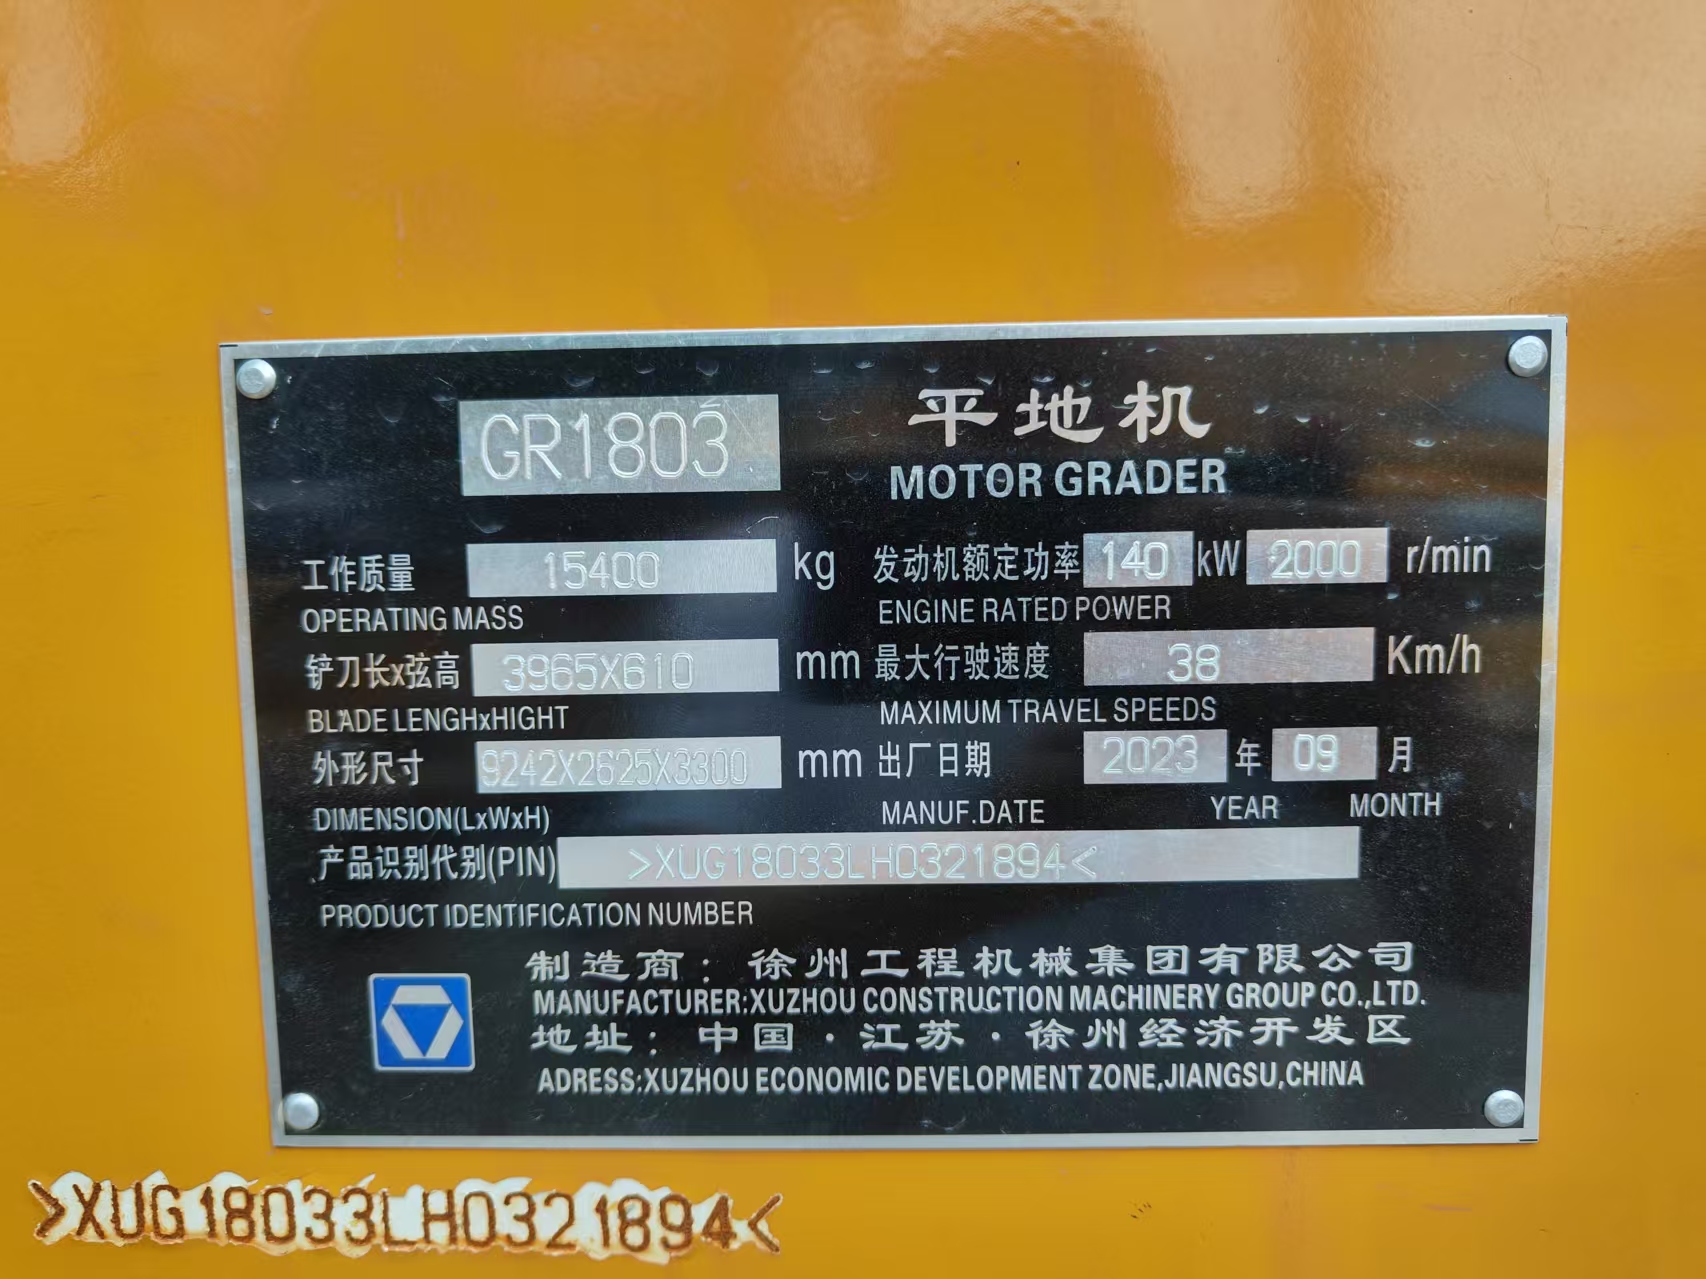 GR1803
平地机
MOTOR GRADER
工作质量 15400 kg 发动机额定功率 140 kW 2000 r/min
OPERATING MASS ENGINE RATED POWER
铲刀长x弦高 3965X610 mm 最大行驶速度 38 Km/h
BLADE LENGHxHIGHT MAXIMUM TRAVEL SPEEDS
外形尺寸 9242X2625X3300 mm 出厂日期 2023 年 09 月
DIMENSION(LxWxH) MANUF.DATE YEAR MONTH
产品识别代别(PIN) >XUG18033LH0321894<
PRODUCT IDENTIFICATION NUMBER
制造商：徐州工程机械集团有限公司
MANUFACTURER:XUZHOU CONSTRUCTION MACHINERY GROUP CO.,LTD.
地址：中国·江苏·徐州经济开发区
ADRESS:XUZHOU ECONOMIC DEVELOPMENT ZONE,JIANGSU,CHINA
>XUG18033LH0321894<